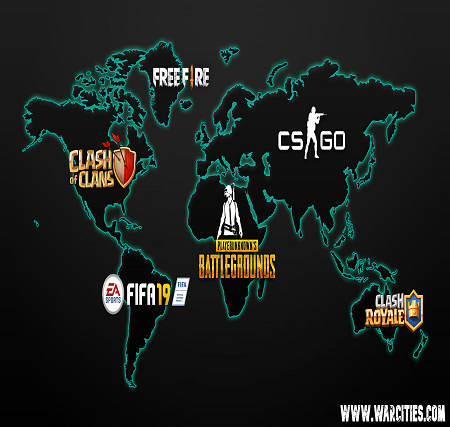 FREE FIRE
CS GO
CLASH
of CLANS
PLAYERUNKNOWN'S
BATTLEGROUNDS
EA
SPORTS
FIFA 19
FIFA
CLASH
ROYALE
WWW.WARCITIES.COM